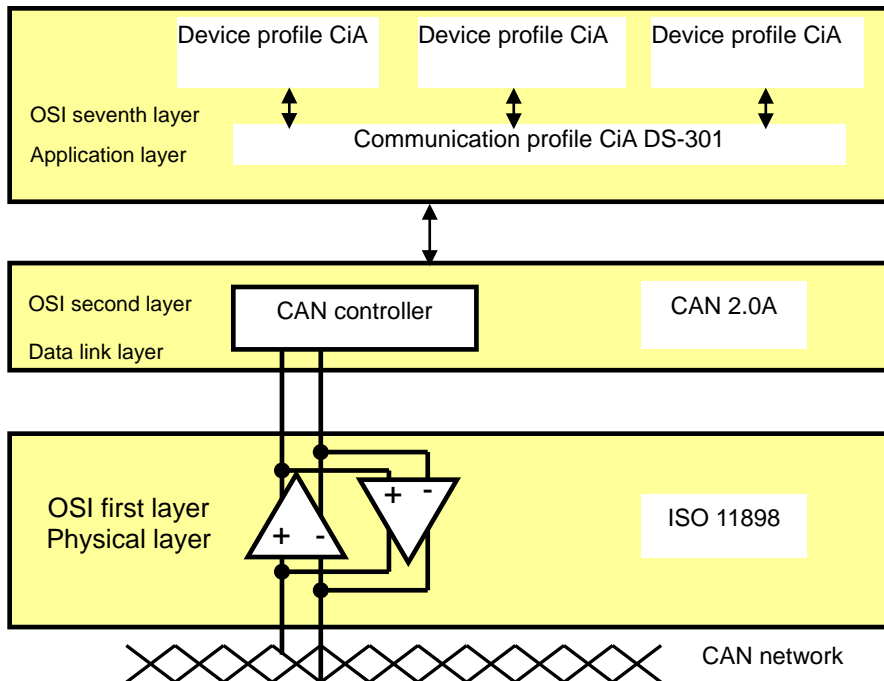 Device profile CiA
Device profile CiA
Device profile CiA
OSI seventh layer
Application layer
Communication profile CiA DS-301
OSI second layer
Data link layer
CAN controller
CAN 2.0A
OSI first layer
Physical layer
+
-
+
-
ISO 11898
CAN network